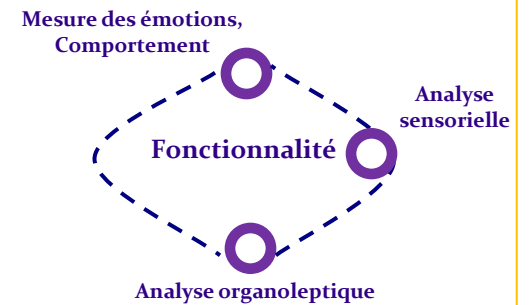 Mesure des émotions,
Comportement
Analyse
sensorielle
Fonctionnalité
Analyse organoleptique